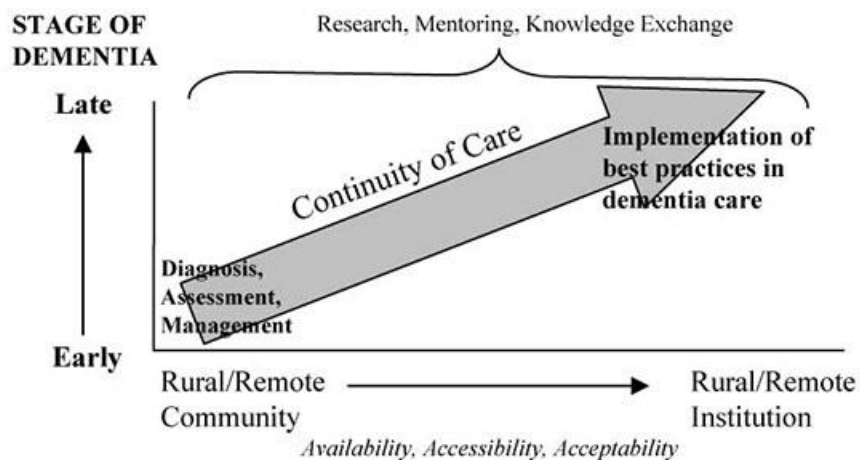 STAGE OF
DEMENTIA
Research, Mentoring, Knowledge Exchange
Late
Continuity of Care
Implementation of
best practices in
dementia care
Diagnosis,
Assessment,
Management
Early
Rural/Remote
Community
Rural/Remote
Institution
Availability, Accessibility, Acceptability